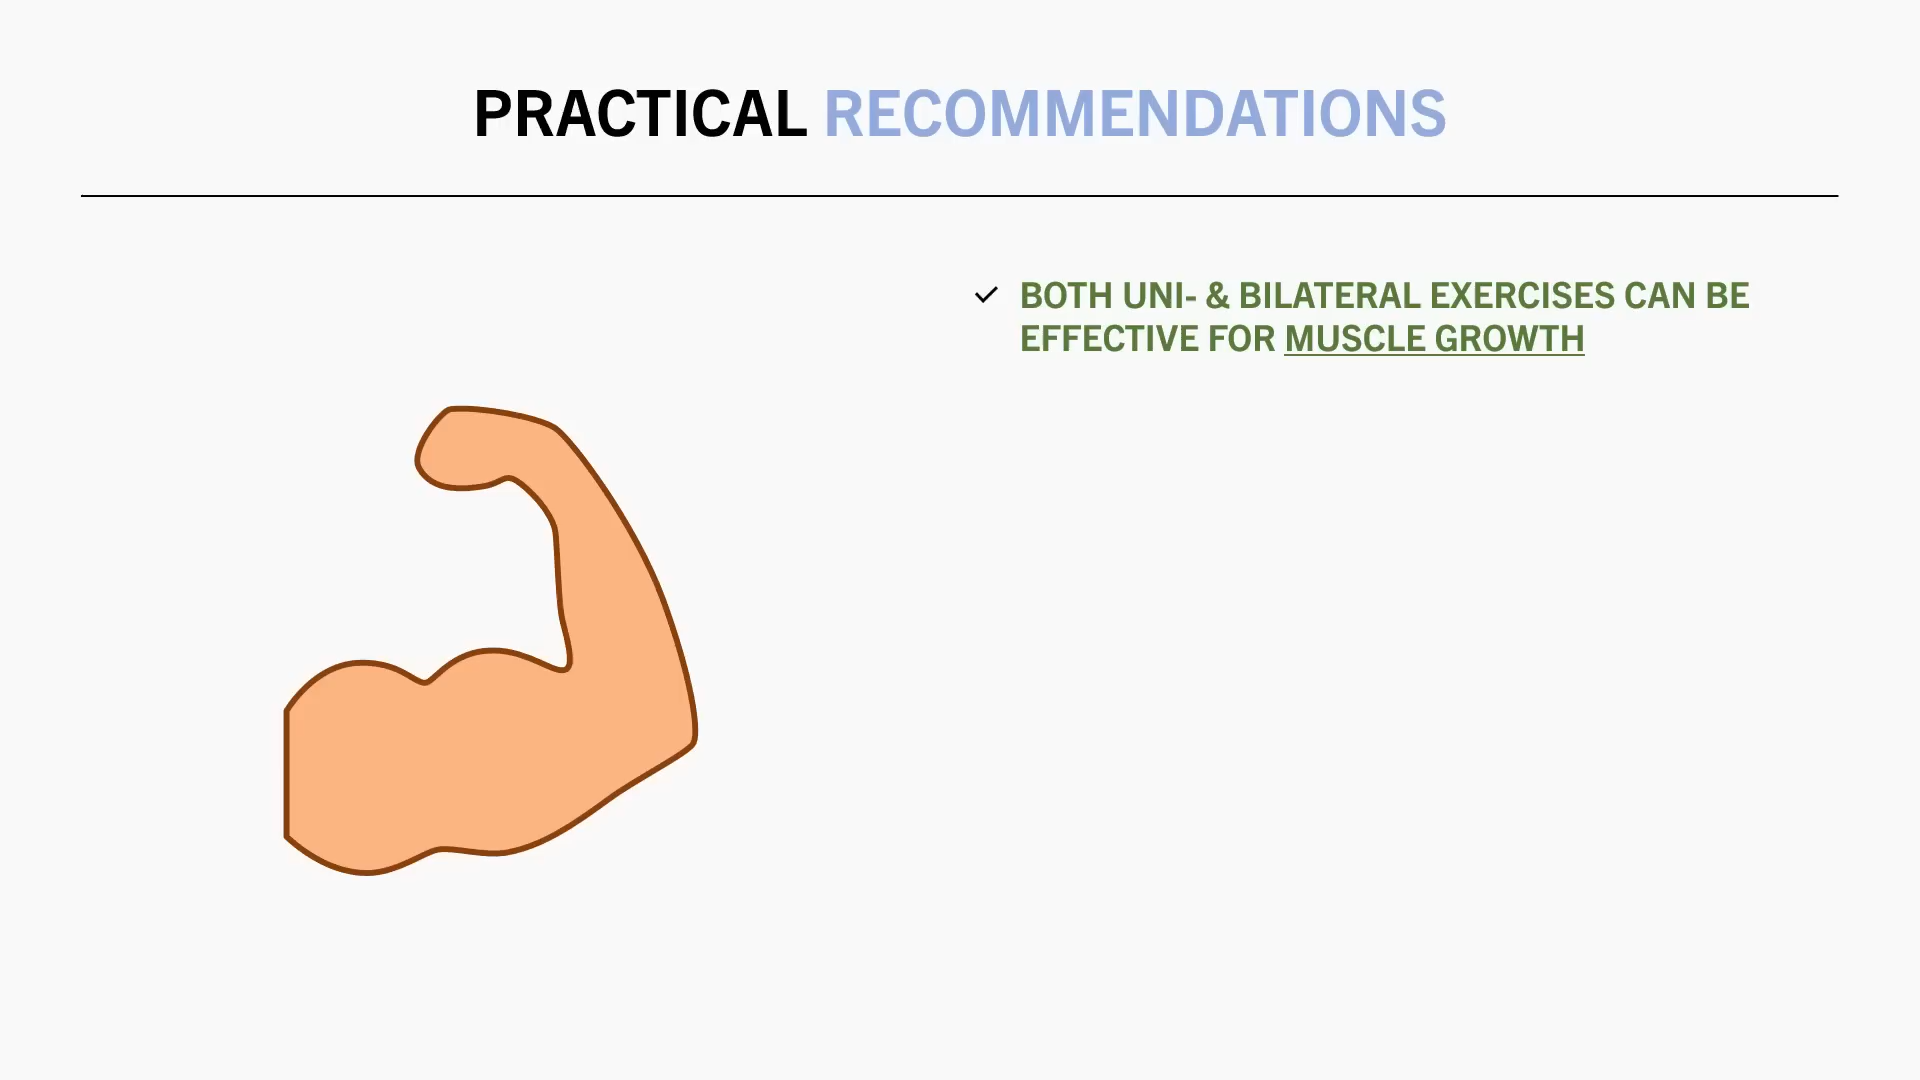 PRACTICAL RECOMMENDATIONS
BOTH UNI- & BILATERAL EXERCISES CAN BE
EFFECTIVE FOR MUSCLE GROWTH